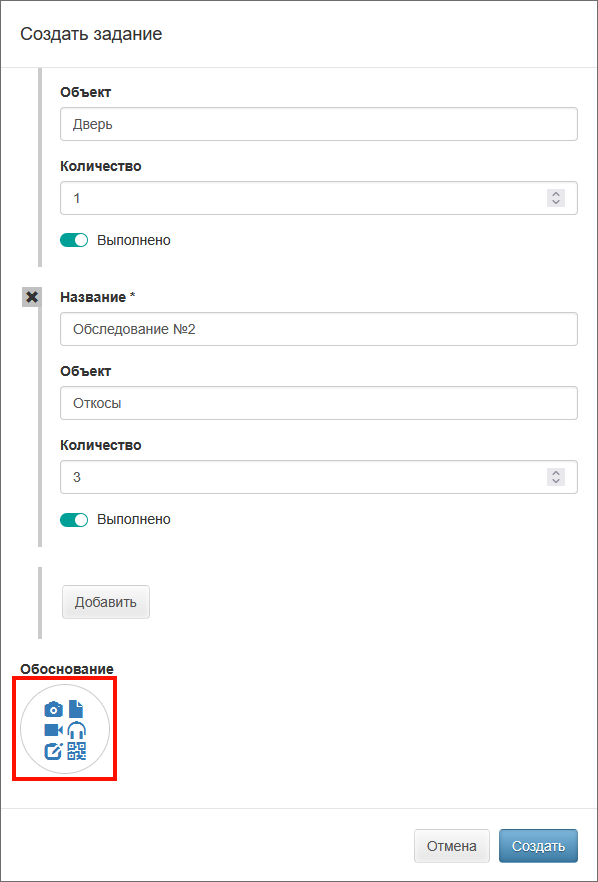 Создать задание
Объект
Дверь
Количество
1
Выполнено
Название *
Обследование №2
Объект
Откосы
Количество
3
Выполнено
Добавить
Обоснование
Отмена
Создать